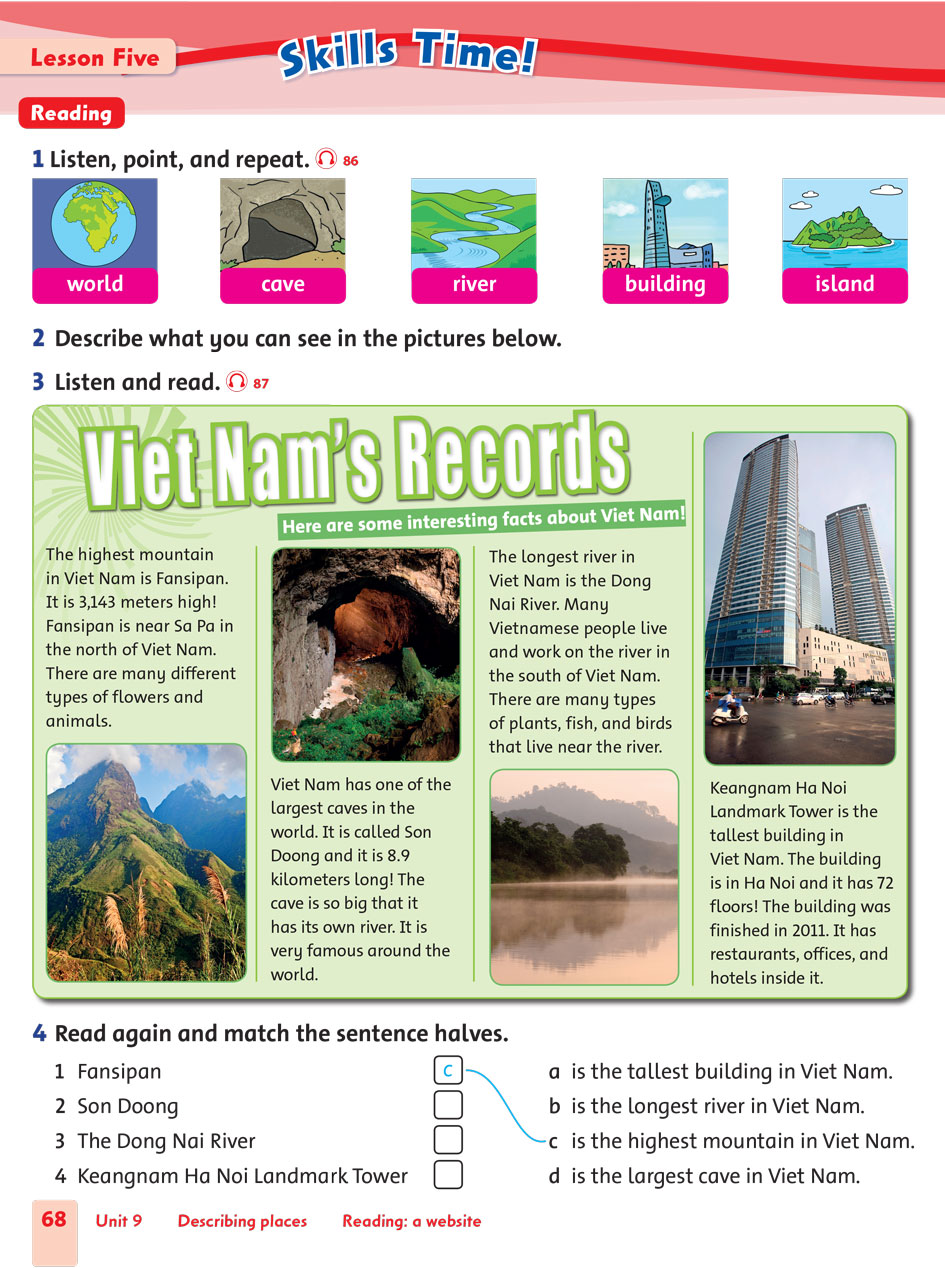 Lesson Five
Skills Time!
Reading
1 Listen, point, and repeat. 86
world
cave
river
building
island
2 Describe what you can see in the pictures below.
3 Listen and read. 87
Viet Nam's Records
Here are some interesting facts about Viet Nam!
The highest mountain
in Viet Nam is Fansipan.
It is 3,143 meters high!
Fansipan is near Sa Pa in
the north of Viet Nam.
There are many different
types of flowers and
animals.
Viet Nam has one of the
largest caves in the
world. It is called Son
Doong and it is 8.9
kilometers long! The
cave is so big that it
has its own river. It is
very famous around the
world.
The longest river in
Viet Nam is the Dong
Nai River. Many
Vietnamese people live
and work on the river in
the south of Viet Nam.
There are many types
of plants, fish, and birds
that live near the river.
Keangnam Ha Noi
Landmark Tower is the
tallest building in
Viet Nam. The building
is in Ha Noi and it has 72
floors! The building was
finished in 2011. It has
restaurants, offices, and
hotels inside it.
4 Read again and match the sentence halves.
1 Fansipan c a is the tallest building in Viet Nam.
2 Son Doong b is the longest river in Viet Nam.
3 The Dong Nai River c is the highest mountain in Viet Nam.
4 Keangnam Ha Noi Landmark Tower d is the largest cave in Viet Nam.
68 Unit 9 Describing places Reading: a website